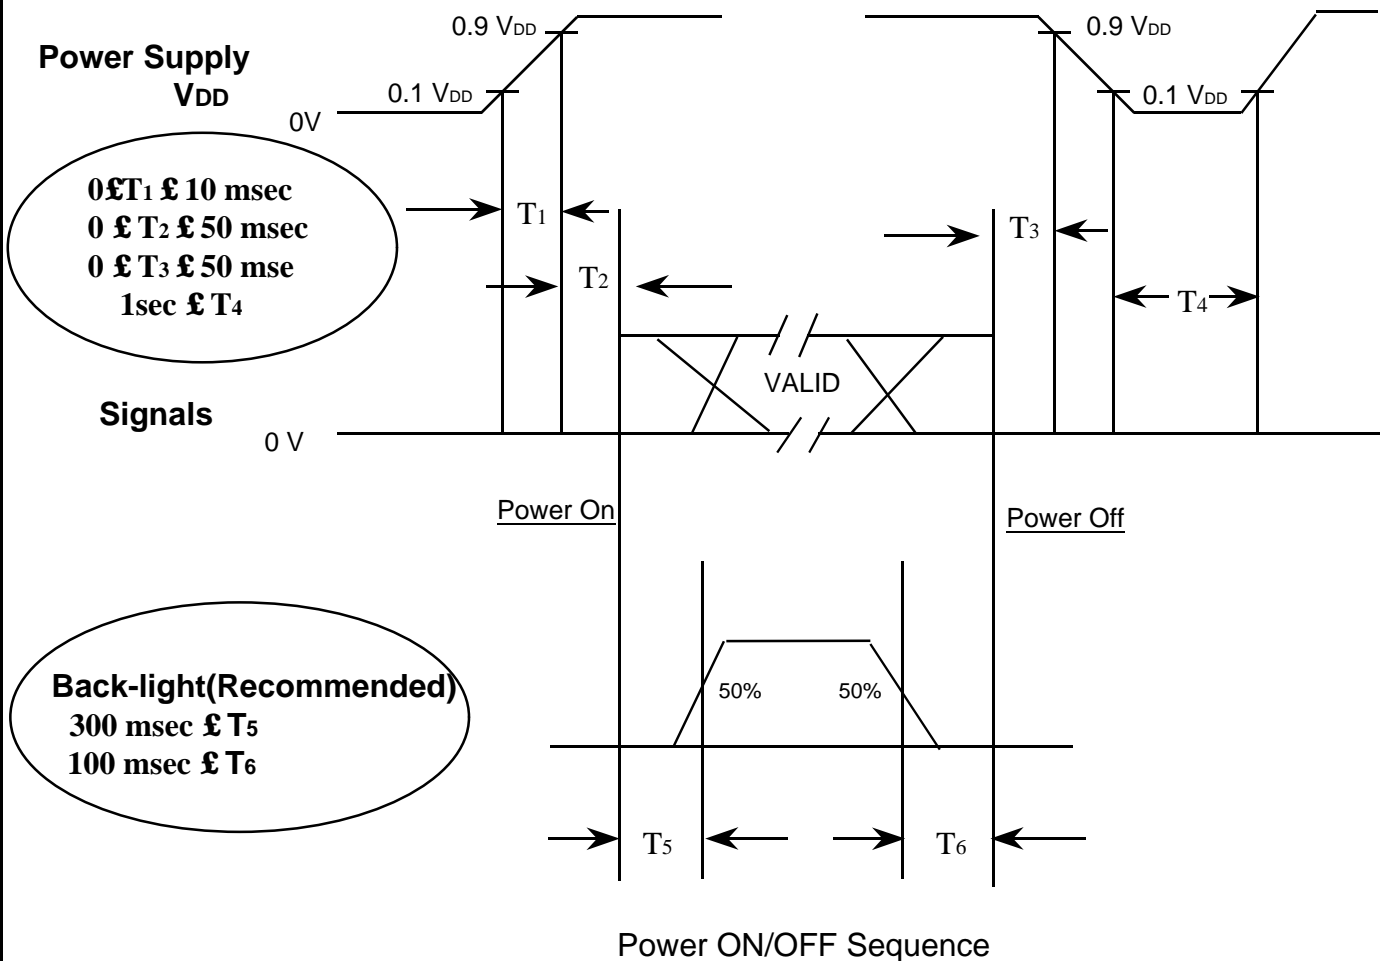 0.9 VDD
0.9 VDD
Power Supply
VDD
0.1 VDD
0.1 VDD
0V
0£T1 £ 10 msec
0 £ T2 £ 50 msec
0 £ T3 £ 50 mse
1sec £ T4
T1
T3
T2
T4
VALID
Signals
0 V
Power On
Power Off
Back-light(Recommended)
300 msec £ T5
100 msec £ T6
50%
50%
T5
T6
Power ON/OFF Sequence